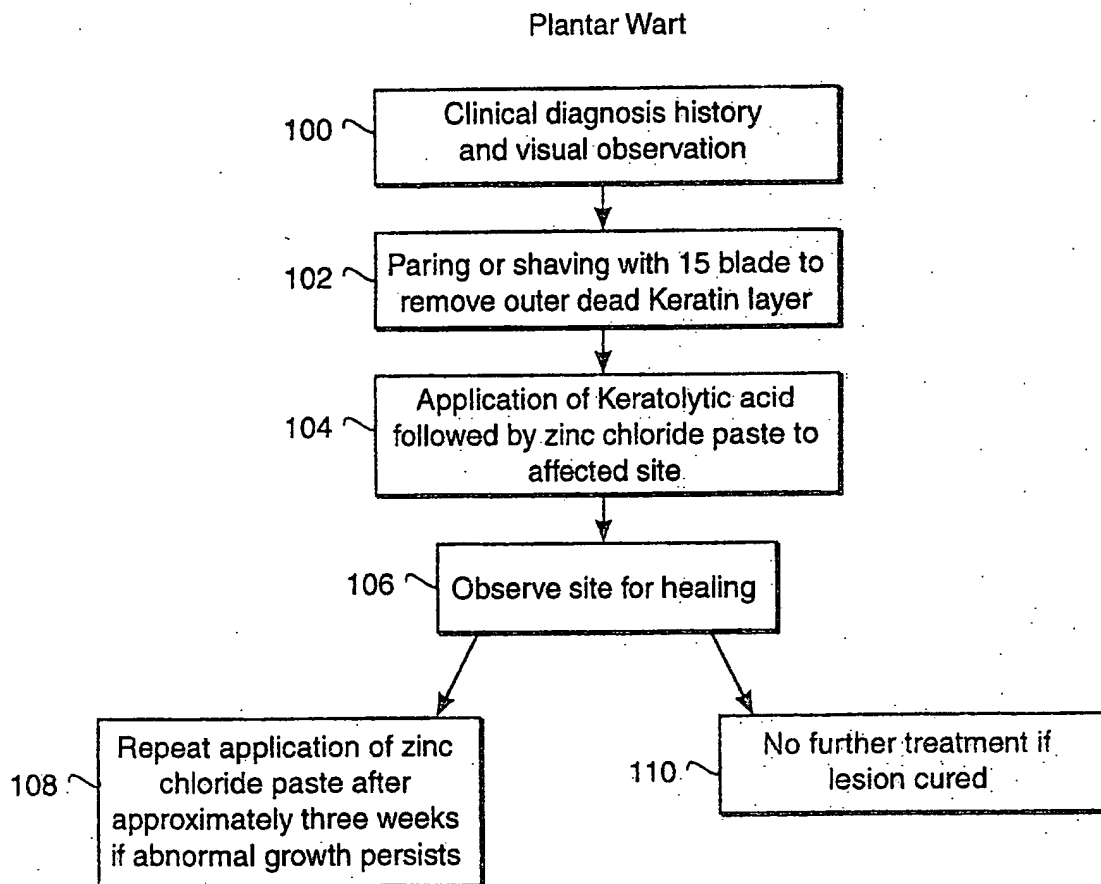 Plantar Wart
100
Clinical diagnosis history
and visual observation
102
Paring or shaving with 15 blade to
remove outer dead Keratin layer
104
Application of Keratolytic acid
followed by zinc chloride paste to
affected site
106
Observe site for healing
108
Repeat application of zinc
chloride paste after
approximately three weeks
if abnormal growth persists
110
No further treatment if
lesion cured